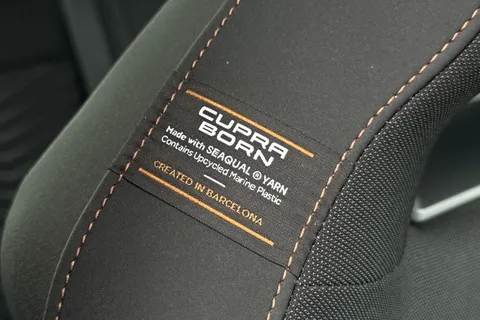 CUPRA
BORN
Made with SEAQUAL ® YARN
Contains Upcycled Marine Plastic
CREATED IN BARCELONA